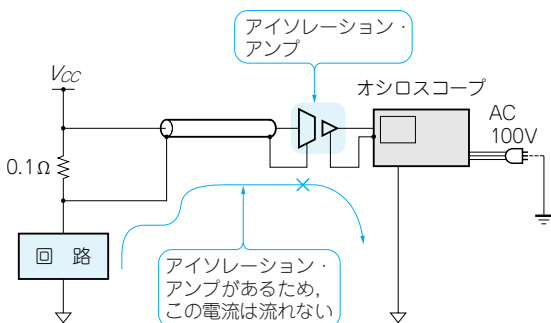 アイソレーション・
アンプ
オシロスコープ
VCC
AC
100V
0.1Ω
回 路
アイソレーション・
アンプがあるため,
この電流は流れない